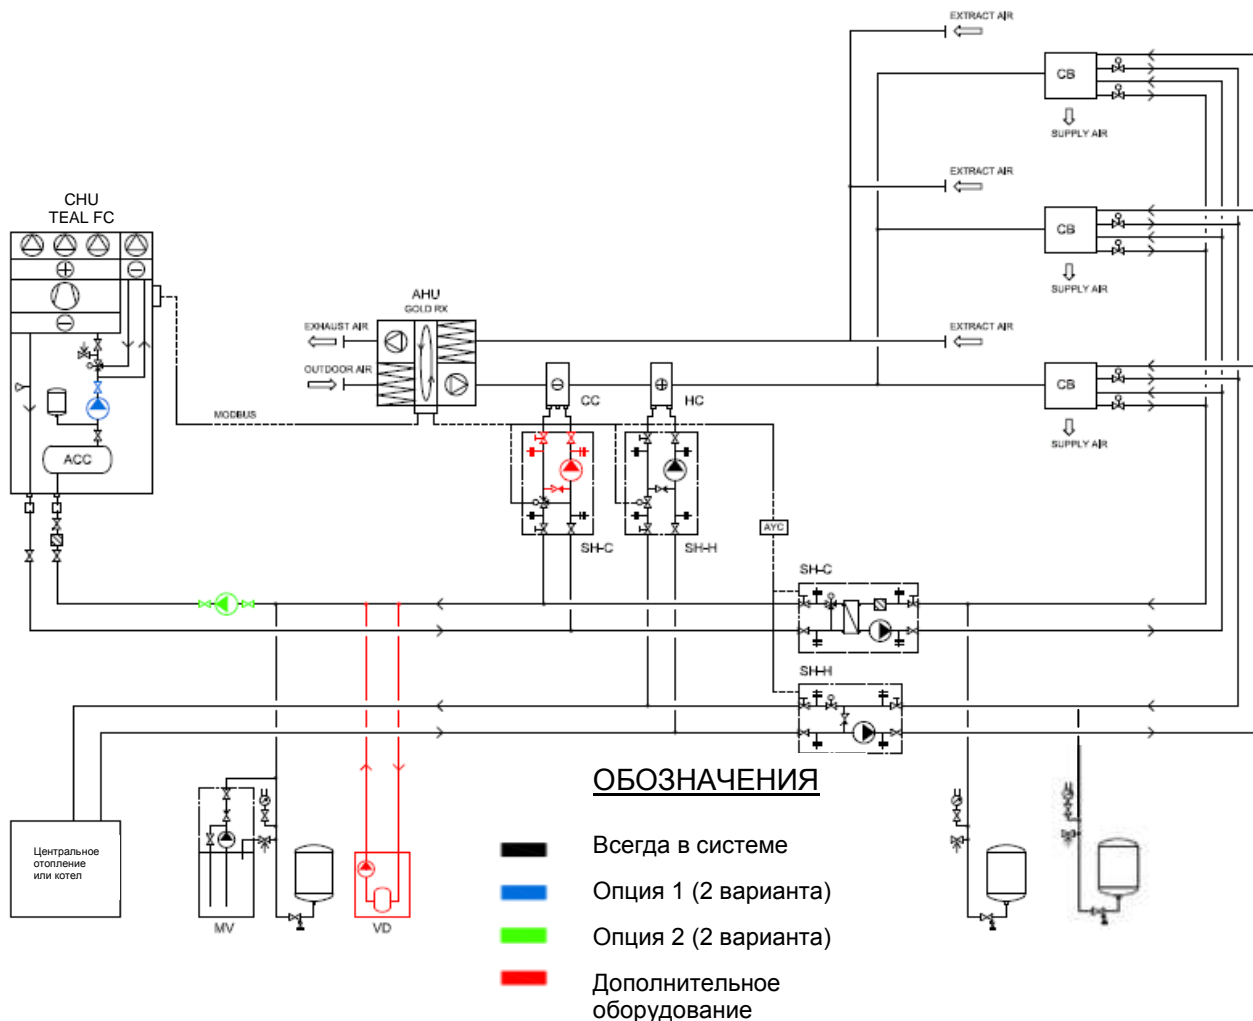 EXTRACT AIR
CB
SUPPLY AIR
EXTRACT AIR
CHU
TEAL FC
CB
SUPPLY AIR
AHU
GOLD RX
EXHAUST AIR
EXTRACT AIR
OUTDOOR AIR
CC
HC
CB
MODBUS
SUPPLY AIR
ACC
AYC
SH-C
SH-H
SH-C
SH-H
ОБОЗНАЧЕНИЯ
Всегда в системе
Центральное
отопление
или котел
Опция 1 (2 варианта)
MV
VD
Опция 2 (2 варианта)
Дополнительное
оборудование